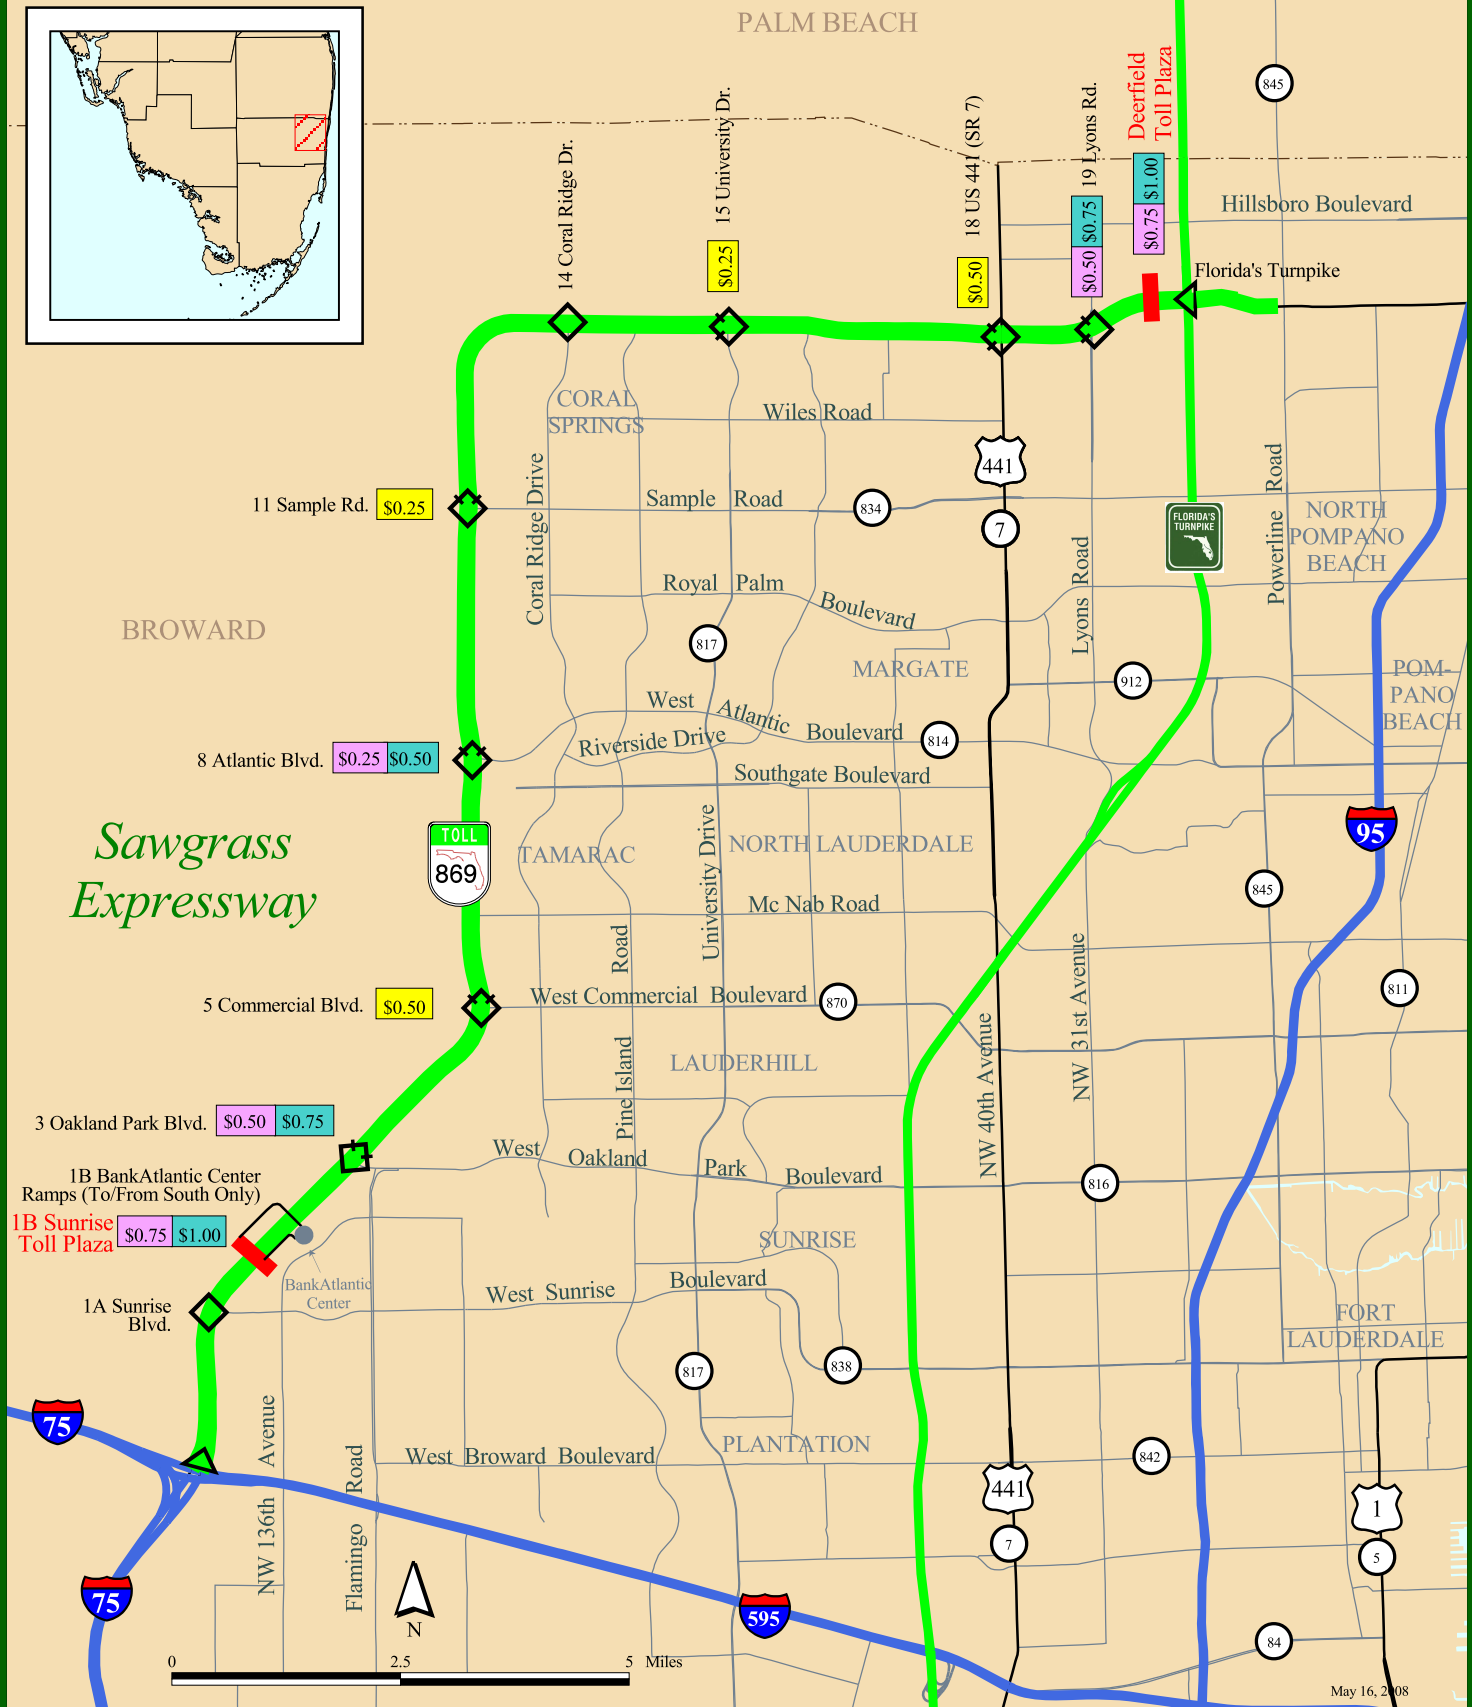 PALM BEACH
Deerfield
Toll Plaza
845
14 Coral Ridge Dr.
15 University Dr.
18 US 441 (SR 7)
19 Lyons Rd.
$0.25
$0.50
$0.50 $0.75
$0.75 $1.00
Hillsboro Boulevard
Florida's Turnpike
CORAL
SPRINGS
Wiles Road
441
11 Sample Rd.
$0.25
Sample Road
834
7
FLORIDA'S
TURNPIKE
NORTH
POMPANO
BEACH
Coral Ridge Drive
Lyons Road
Powerline Road
Royal Palm Boulevard
BROWARD
817
MARGATE
912
POM-
PANO
BEACH
West Atlantic Boulevard
814
Riverside Drive
8 Atlantic Blvd.
$0.25 $0.50
Southgate Boulevard
Sawgrass
Expressway
TOLL
869
TAMARAC
NORTH LAUDERDALE
95
845
University Drive
Mc Nab Road
Pine Island Road
5 Commercial Blvd.
$0.50
West Commercial Boulevard
870
811
NW 40th Avenue
NW 31st Avenue
LAUDERHILL
3 Oakland Park Blvd.
$0.50 $0.75
West Oakland Park Boulevard
816
1B BankAtlantic Center
Ramps (To/From South Only)
1B Sunrise
Toll Plaza
$0.75 $1.00
SUNRISE
BankAtlantic
Center
1A Sunrise
Blvd.
West Sunrise Boulevard
FORT
LAUDERDALE
817
838
75
NW 136th Avenue
Flamingo Road
West Broward Boulevard
PLANTATION
842
441
1
7
5
75
595
N
84
0 2.5 5 Miles
May 16, 2008